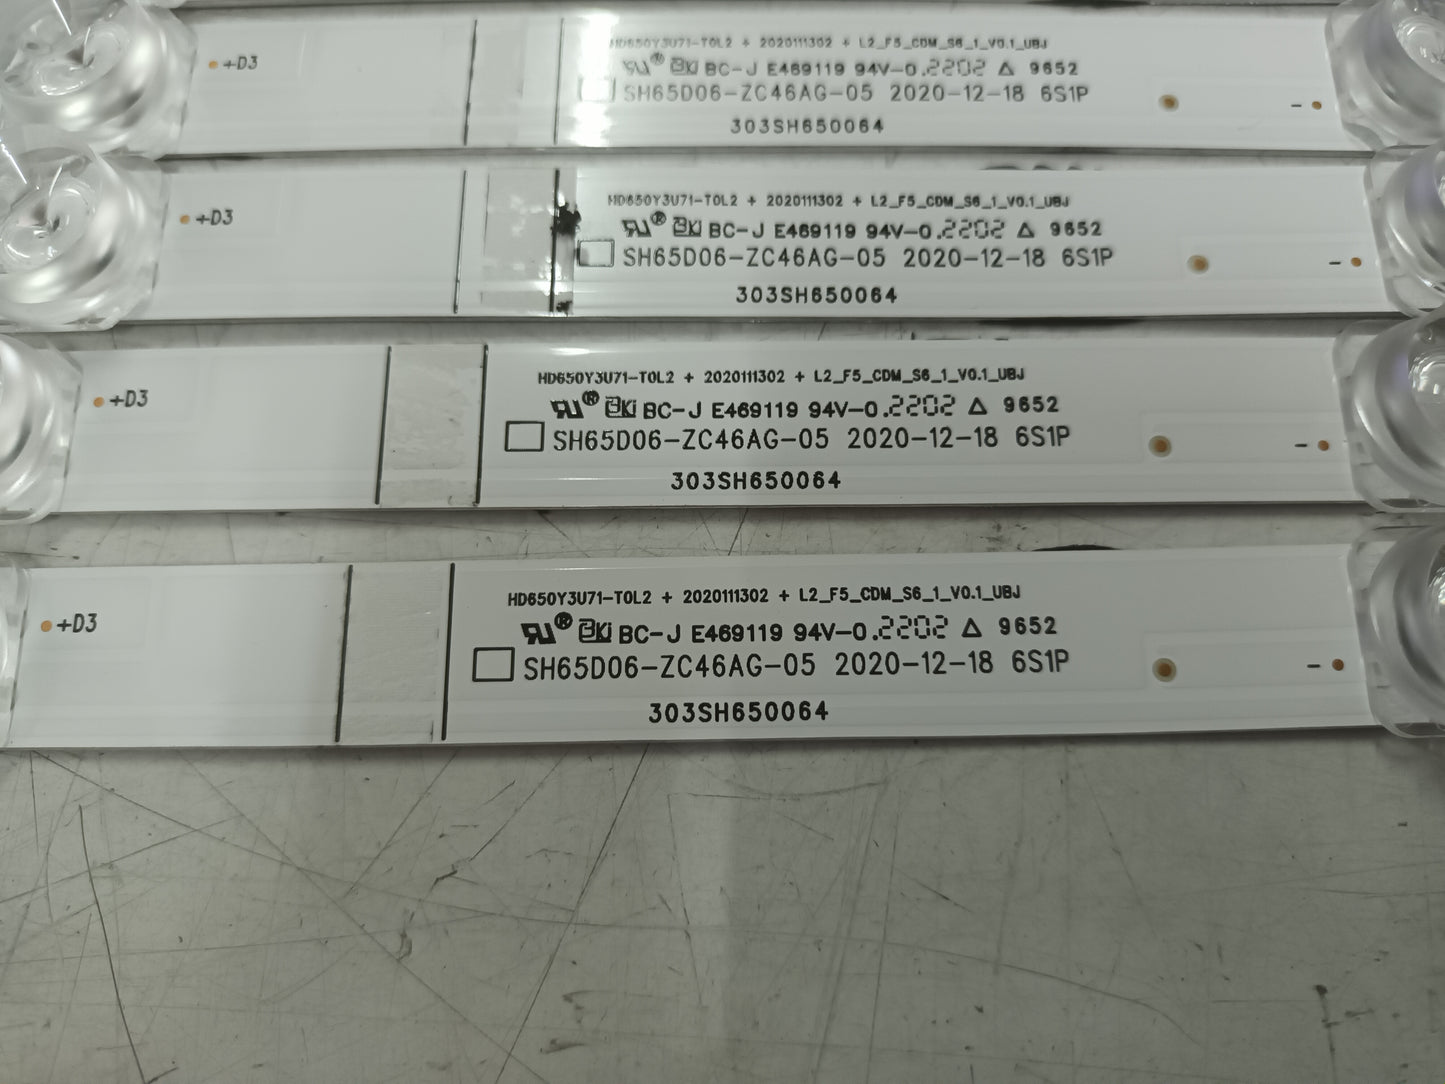 HD650Y3U71-T0L2 + 2020111302 + L2_F5_CDM_S6_1_V0.1_UBJ
+D3
® BC-J E469119 94V-0 .2202 △ 9652
SH65D06-ZC46AG-05 2020-12-18 6S1P
-
303SH650064
HD650Y3U71-T0L2 + 2020111302 + L2_F5_CDM_S6_1_V0.1_UBJ
+D3
® BC-J E469119 94V-0 .2202 △ 9652
SH65D06-ZC46AG-05 2020-12-18 6S1P
-
303SH650064
HD650Y3U71-T0L2 + 2020111302 + L2_F5_CDM_S6_1_V0.1_UBJ
+D3
® BC-J E469119 94V-0 .2202 △ 9652
SH65D06-ZC46AG-05 2020-12-18 6S1P
-
303SH650064
HD650Y3U71-T0L2 + 2020111302 + L2_F5_CDM_S6_1_V0.1_UBJ
+D3
® BC-J E469119 94V-0 .2202 △ 9652
SH65D06-ZC46AG-05 2020-12-18 6S1P
-
303SH650064